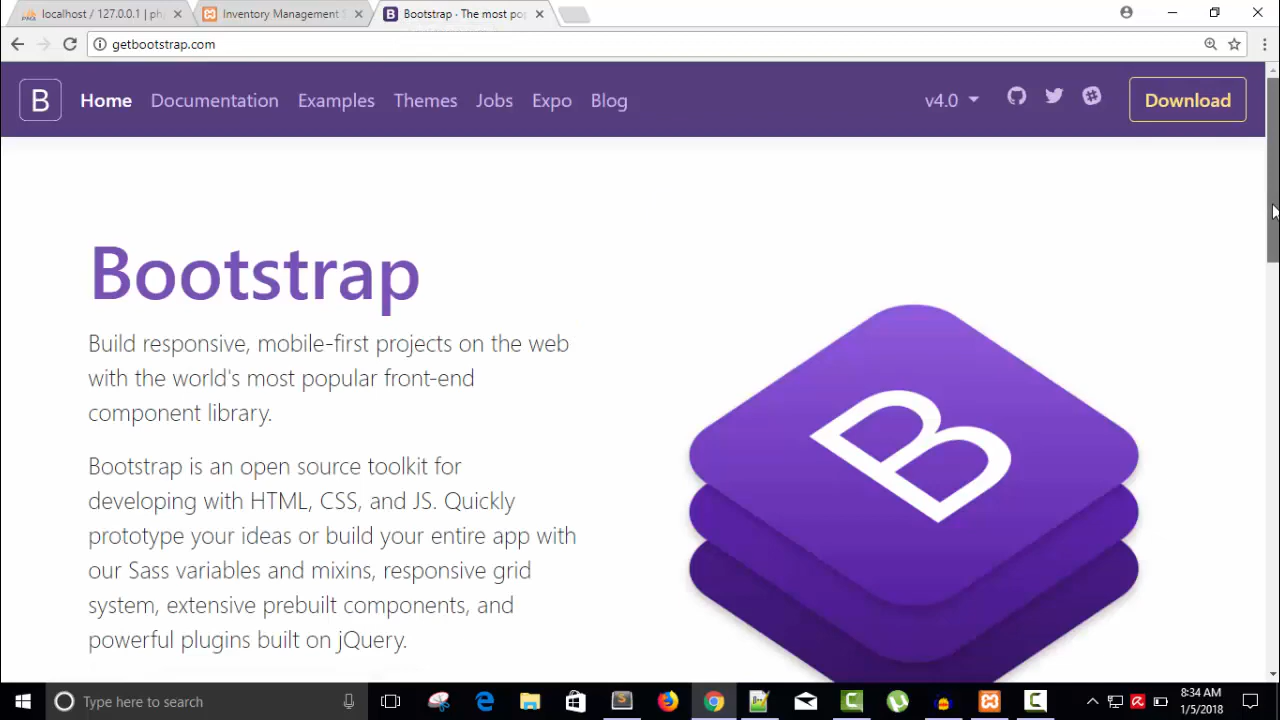 localhost / 127.0.0.1 | ph
Inventory Management S
Bootstrap · The most pop
getbootstrap.com
B Home Documentation Examples Themes Jobs Expo Blog v4.0 Download
Bootstrap
Build responsive, mobile-first projects on the web
with the world's most popular front-end
component library.
Bootstrap is an open source toolkit for
developing with HTML, CSS, and JS. Quickly
prototype your ideas or build your entire app with
our Sass variables and mixins, responsive grid
system, extensive prebuilt components, and
powerful plugins built on jQuery.
B
Type here to search
8:34 AM
1/5/2018